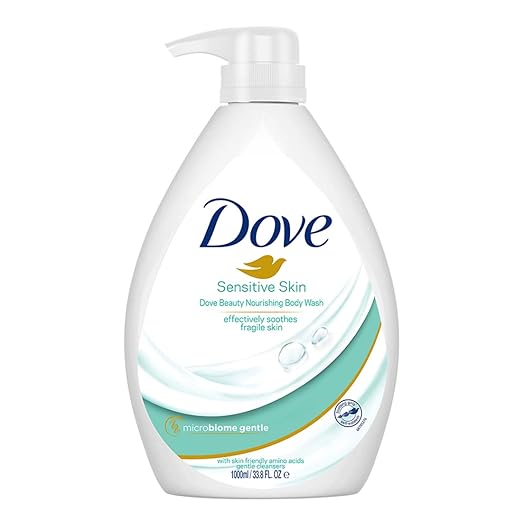 Dove
Sensitive Skin
Dove Beauty Nourishing Body Wash
effectively soothes
fragile skin
microbiome gentle
with skin friendly amino acids
gentle cleansers
1000ml / 33.8 FL. OZ ℮